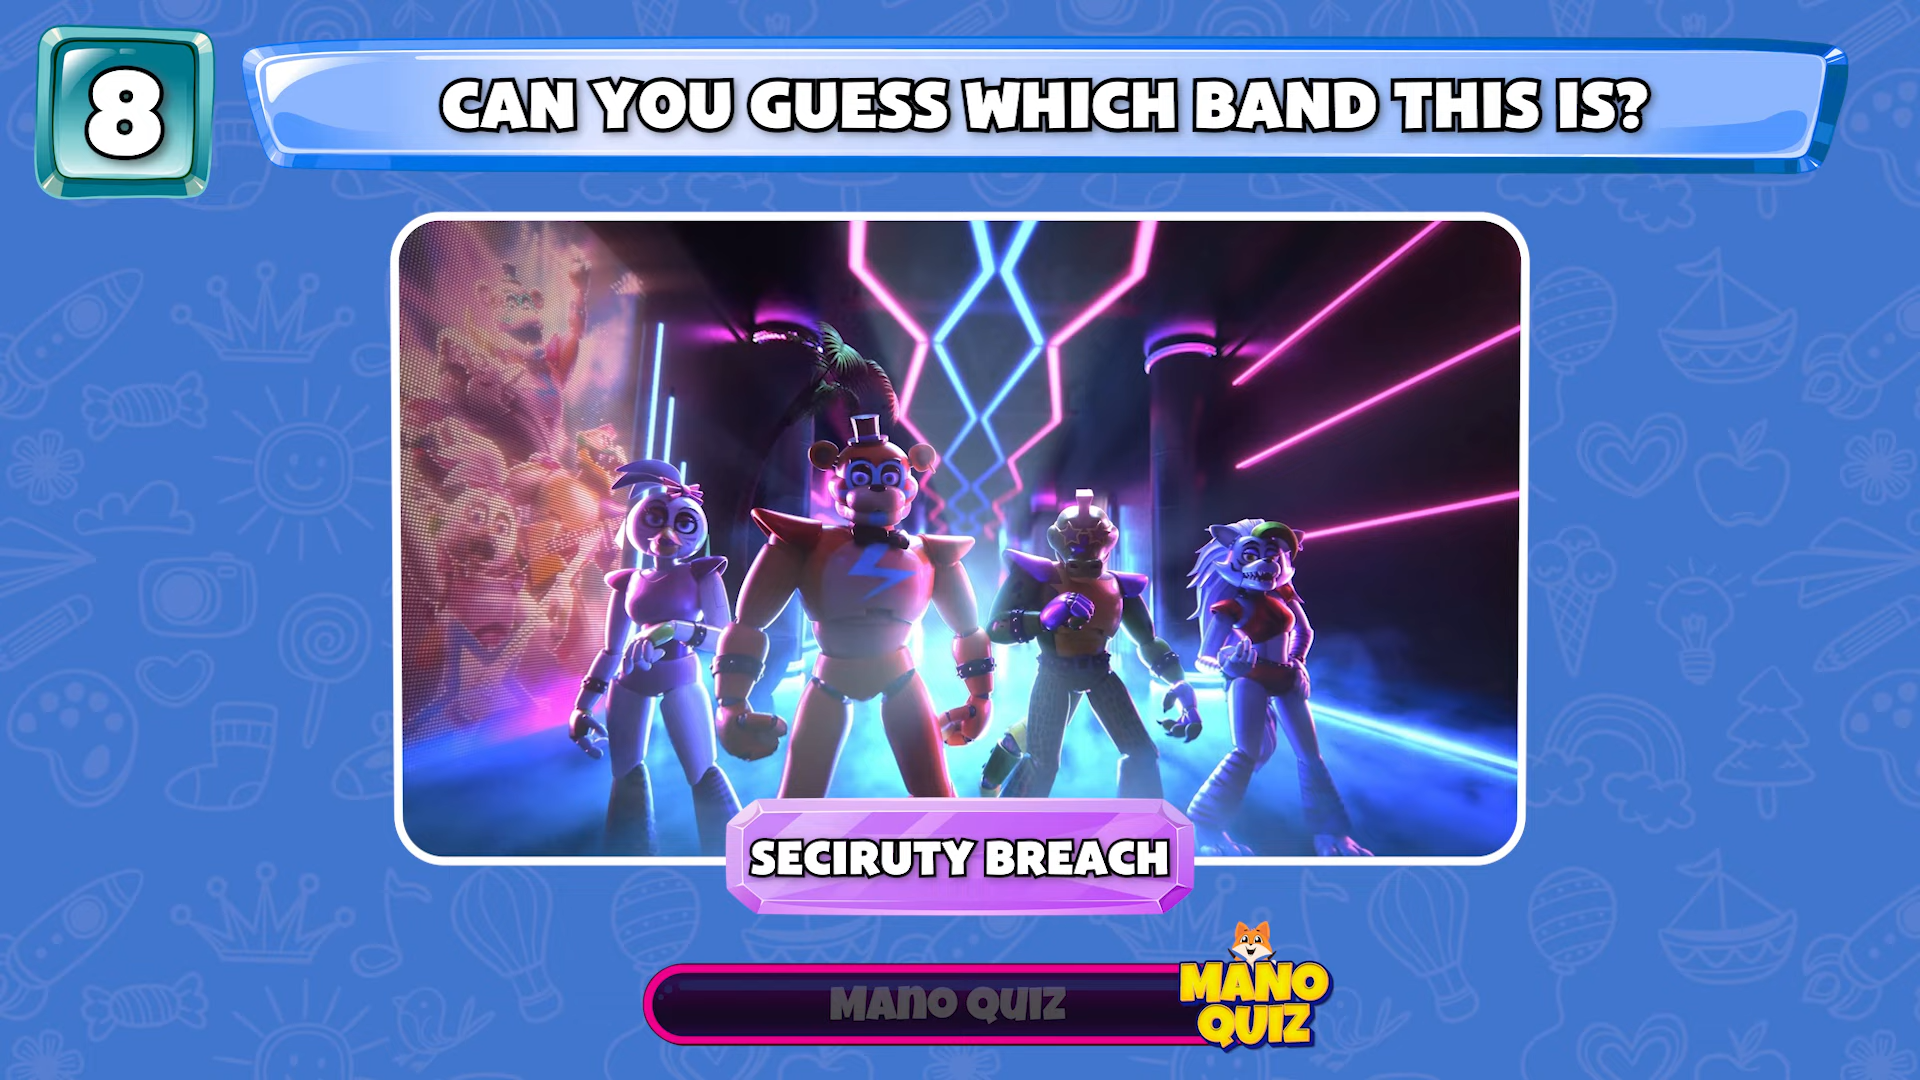 8
CAN YOU GUESS WHICH BAND THIS IS?
SECIRUTY BREACH
MANO QUIZ
MANO
QUIZ